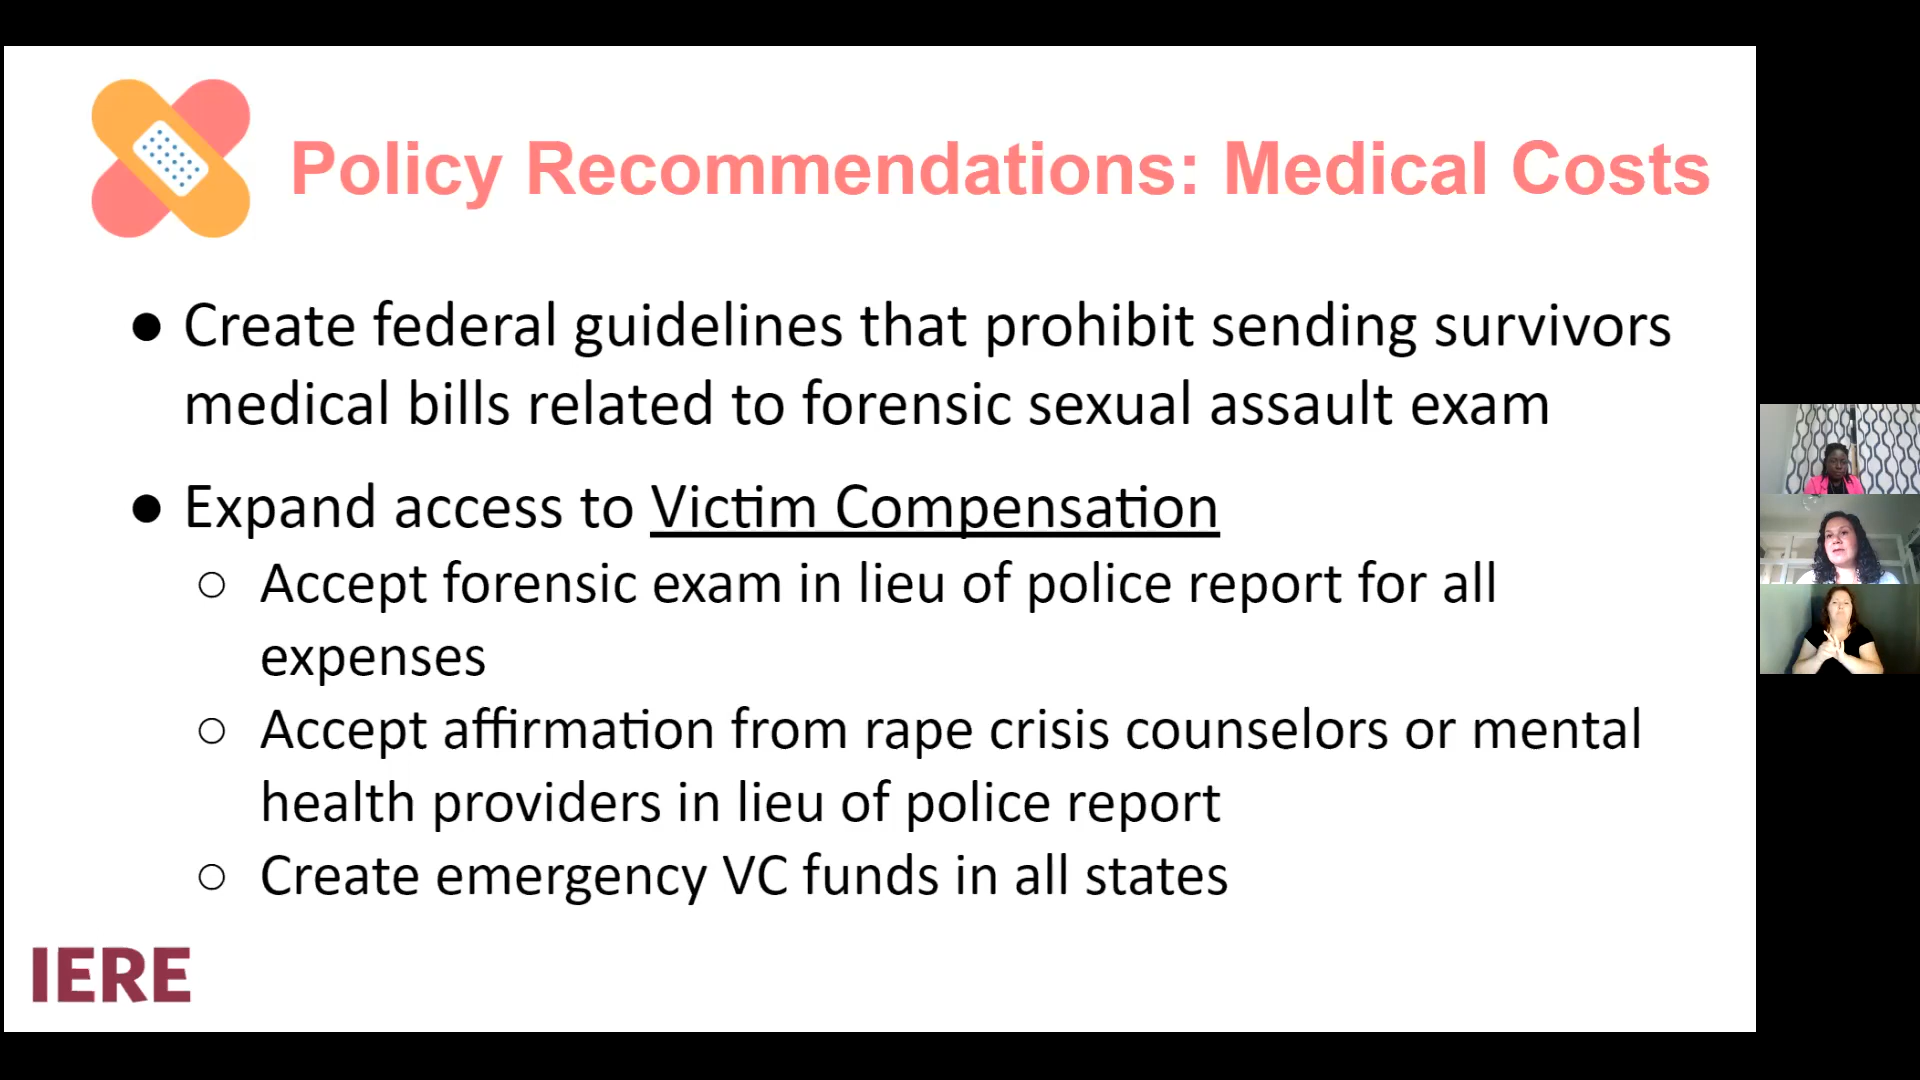 Policy Recommendations: Medical Costs
● Create federal guidelines that prohibit sending survivors
medical bills related to forensic sexual assault exam
● Expand access to Victim Compensation
○ Accept forensic exam in lieu of police report for all
expenses
○ Accept affirmation from rape crisis counselors or mental
health providers in lieu of police report
○ Create emergency VC funds in all states
IERE